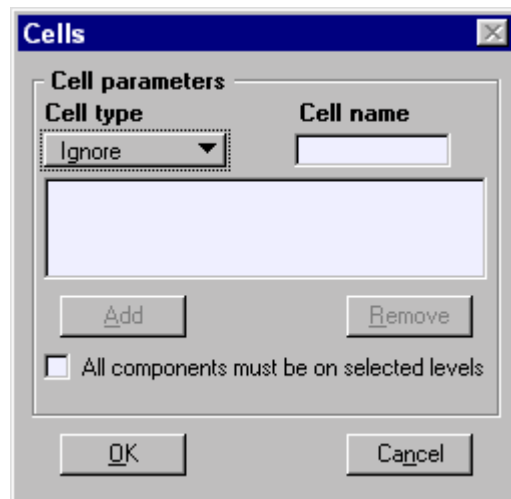 Cells
Cell parameters
Cell type Cell name
Ignore
Add Remove
All components must be on selected levels
OK Cancel